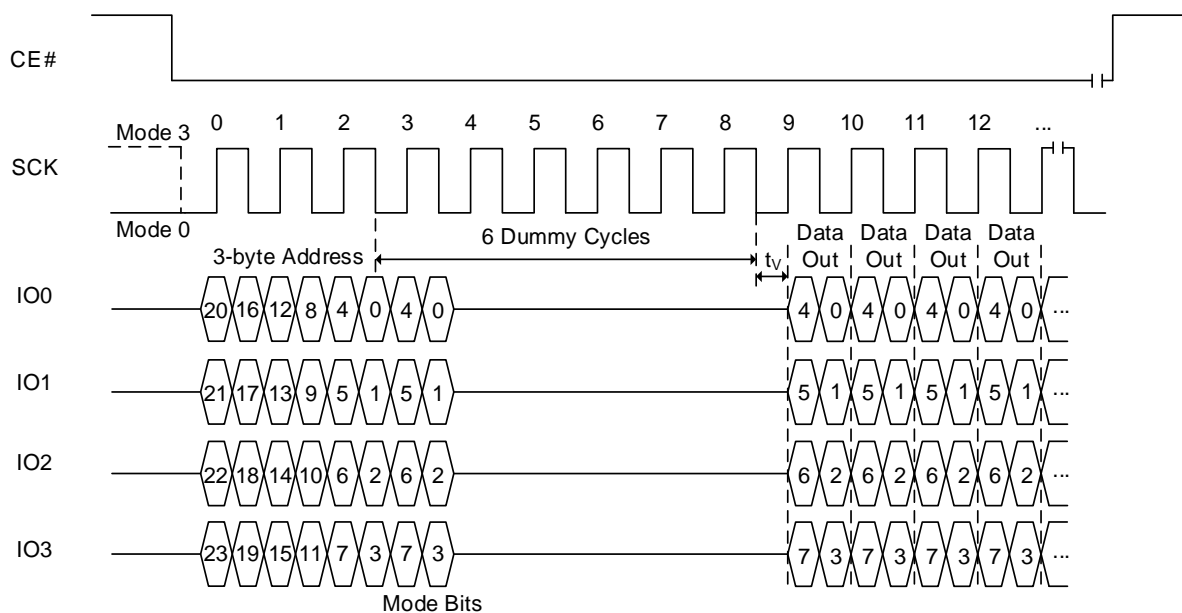 CE#
0 1 2 3 4 5 6 7 8 9 10 11 12 ...
Mode 3
SCK
Mode 0
6 Dummy Cycles
Data Out Data Out Data Out Data Out
3-byte Address
tV
IO0 20 16 12 8 4 0 4 0 4 0 4 0 4 0 4 0 ...
IO1 21 17 13 9 5 1 5 1 5 1 5 1 5 1 5 1 ...
IO2 22 18 14 10 6 2 6 2 6 2 6 2 6 2 6 2 ...
IO3 23 19 15 11 7 3 7 3 7 3 7 3 7 3 7 3 ...
Mode Bits